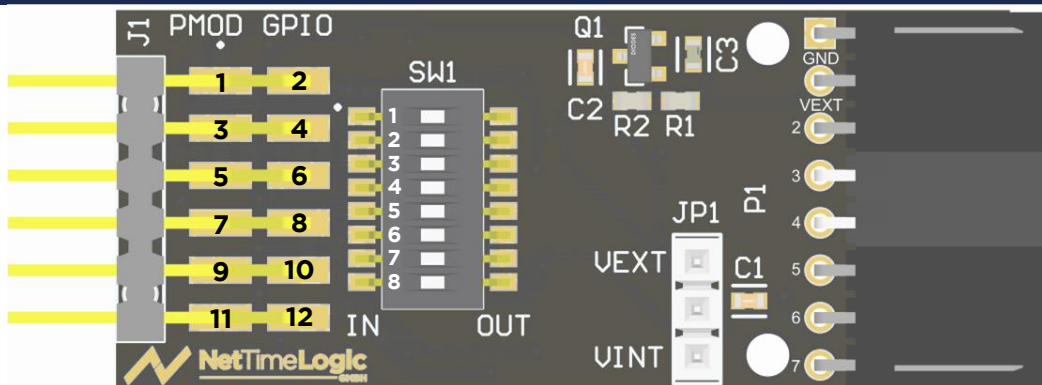 J1
PMOD GPIO
1 2
3 4
5 6
7 8
9 10
11 12
SW1
1
2
3
4
5
6
7
8
IN
OUT
Q1
DIODES
C2
C3
R2 R1
GND
VEXT
2
3
4
5
6
7
P1
JP1
VEXT
C1
VINT
NetTimeLogic
GMBH